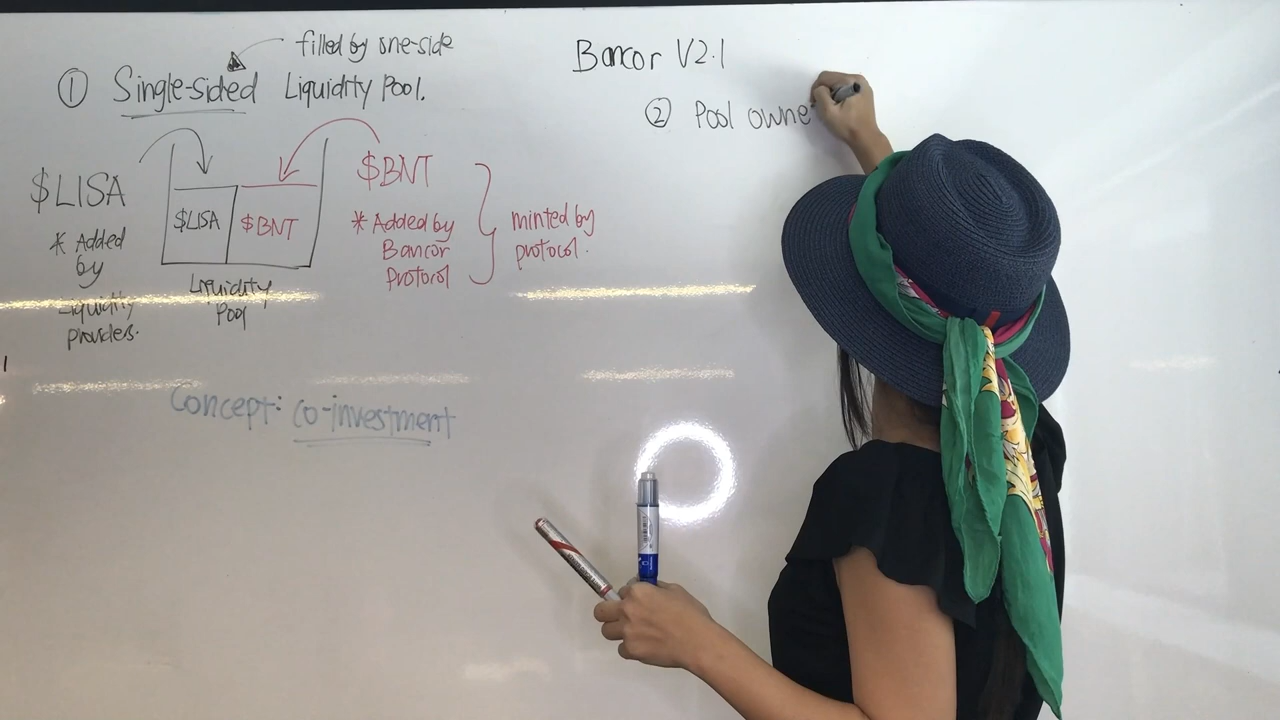 filled by one-side
① Single-sided Liquidity Pool.
$LISA
* Added
by
Liquidity
providers.
$LISA
$BNT
Liquidity
Pool
$BNT
* Added by
Bancor
Protocol
minted by
protocol.
Concept: co-investment
Bancor V2.1
② Pool owne